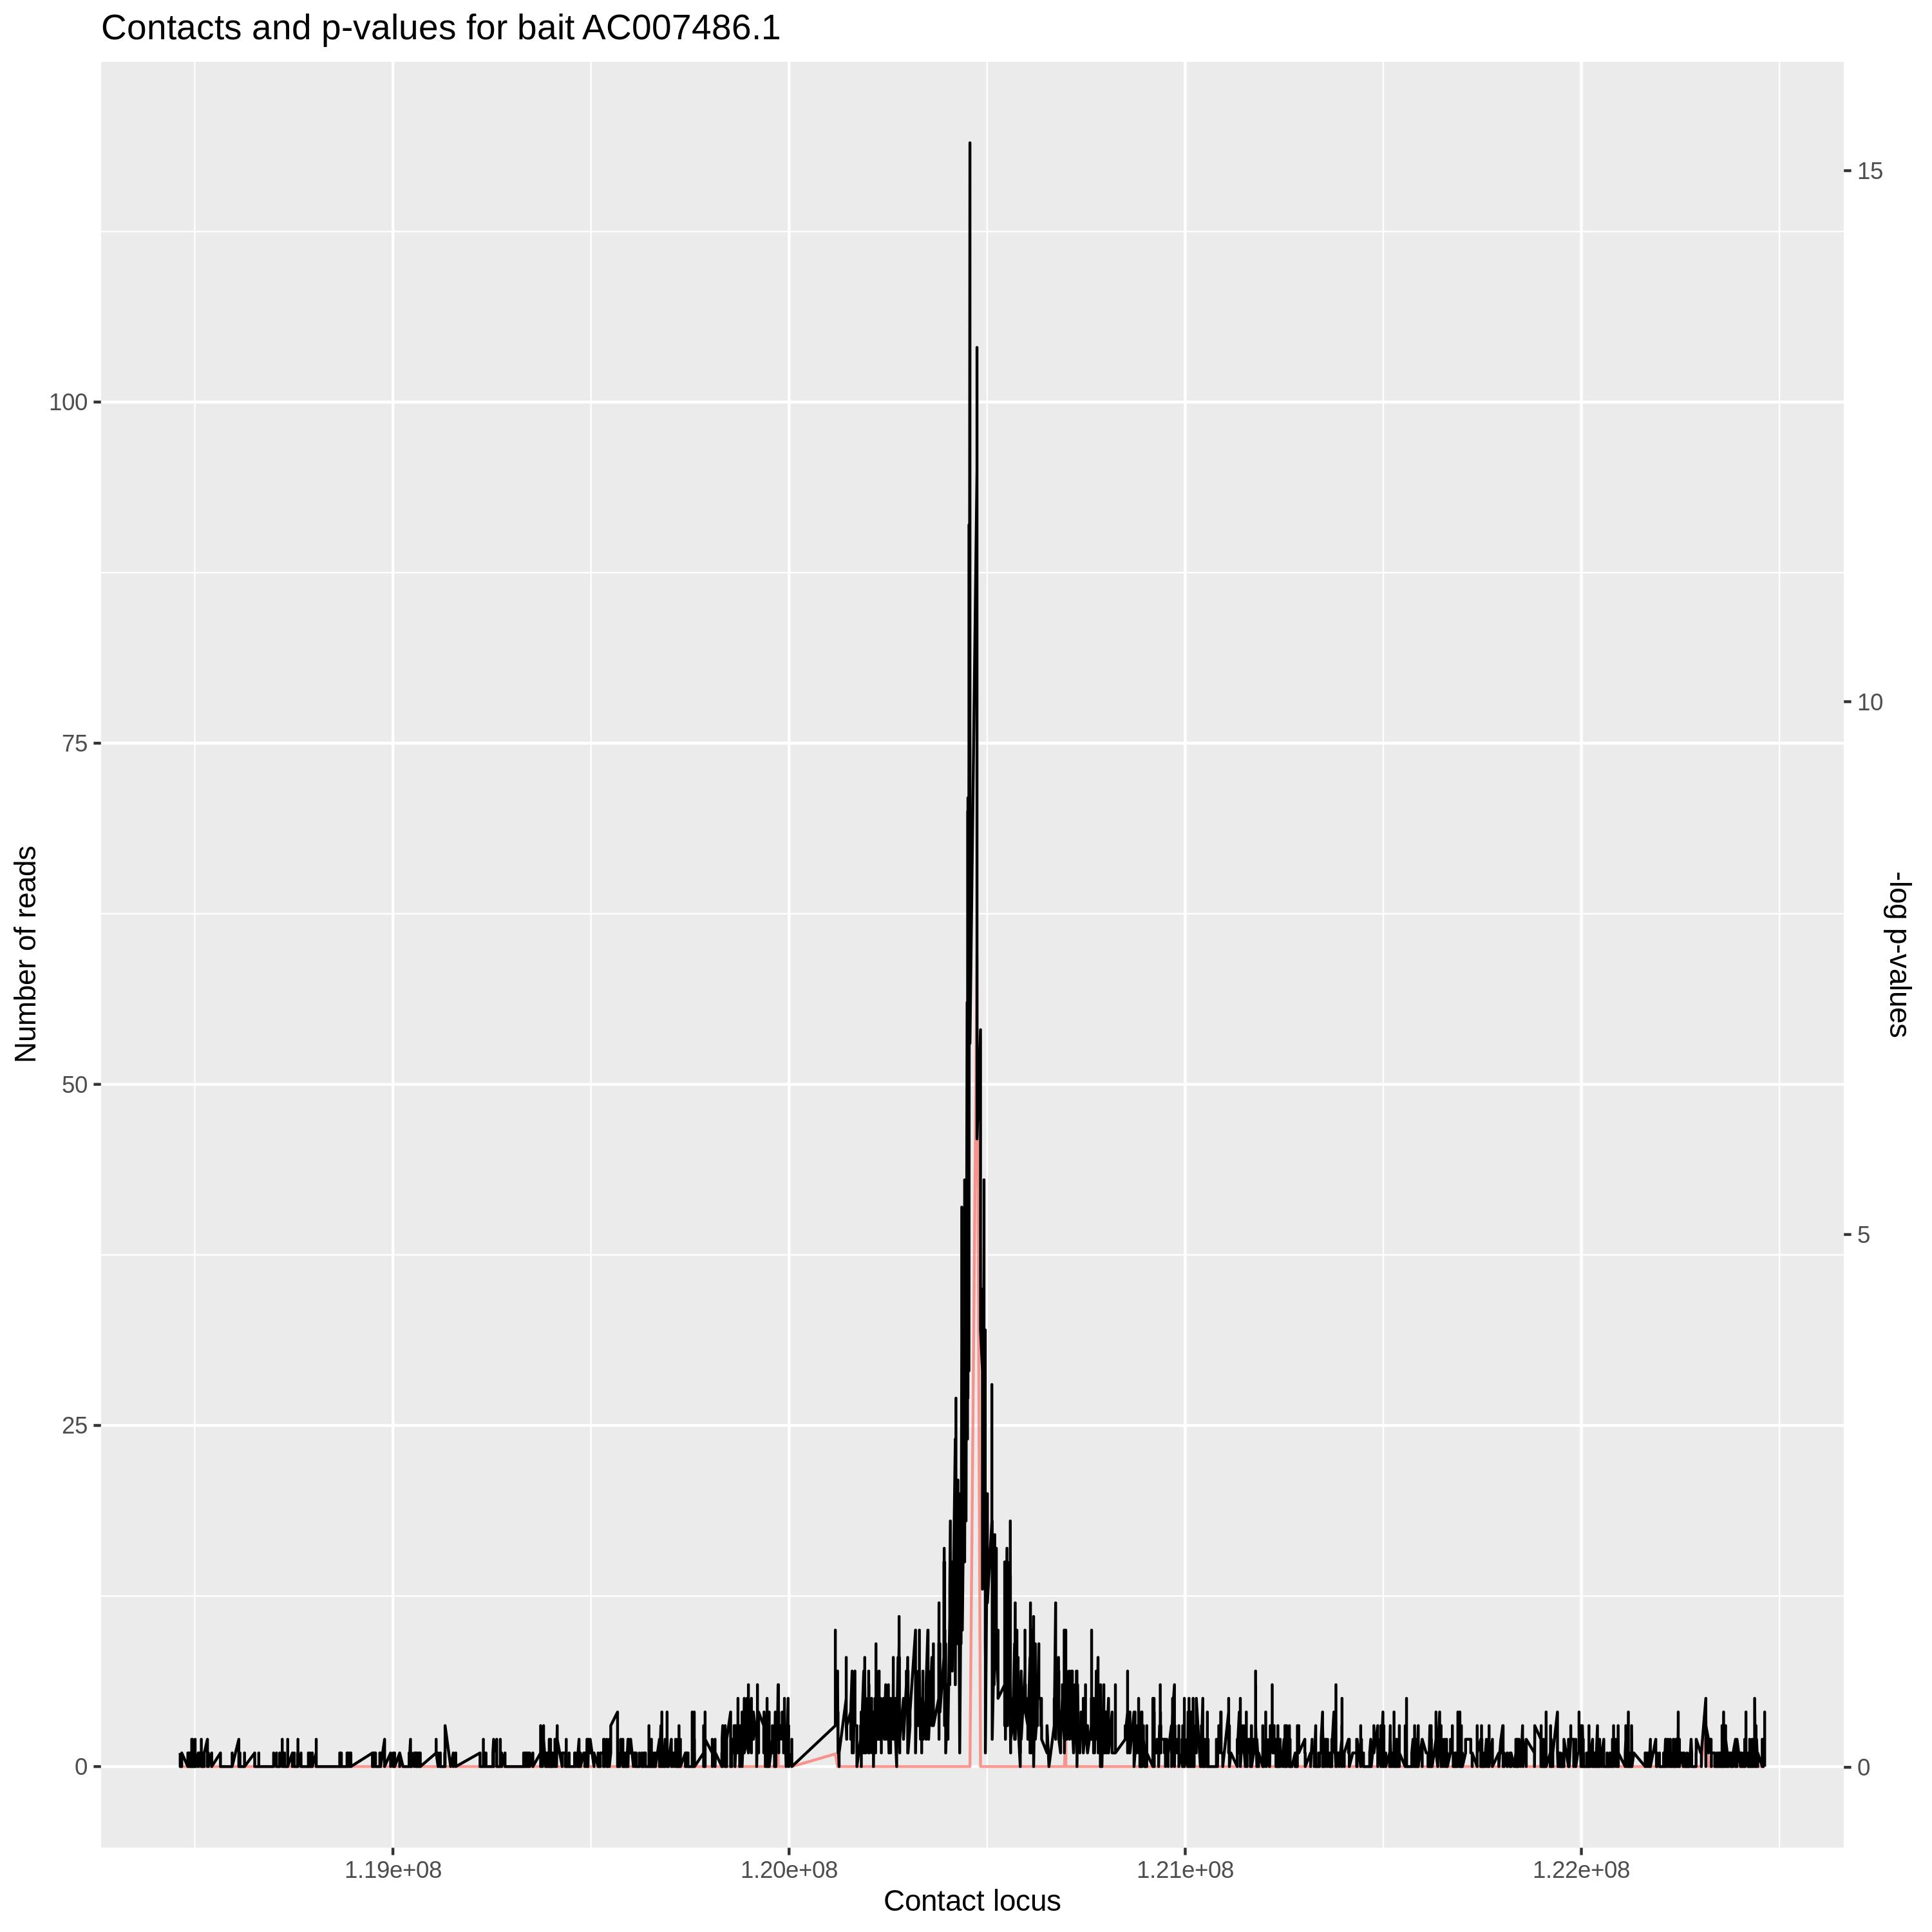 Contacts and p-values for bait AC007486.1
Number of reads
100
75
50
25
0
15
10
5
0
-log p-values
1.19e+08
1.20e+08
1.21e+08
1.22e+08
Contact locus